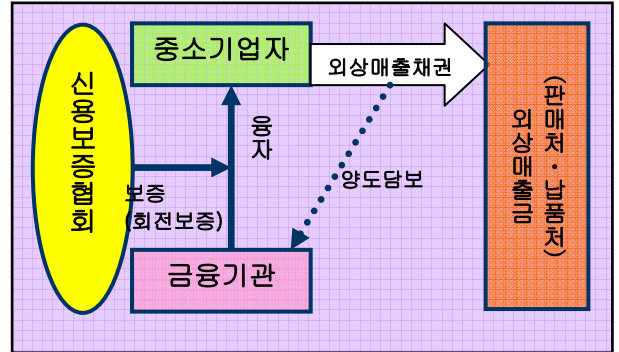 중소기업자
외상매출채권
신용보증협회
융자
보증
(회전보증)
양도담보
금융기관
외상매출금
(판매처・납품처)